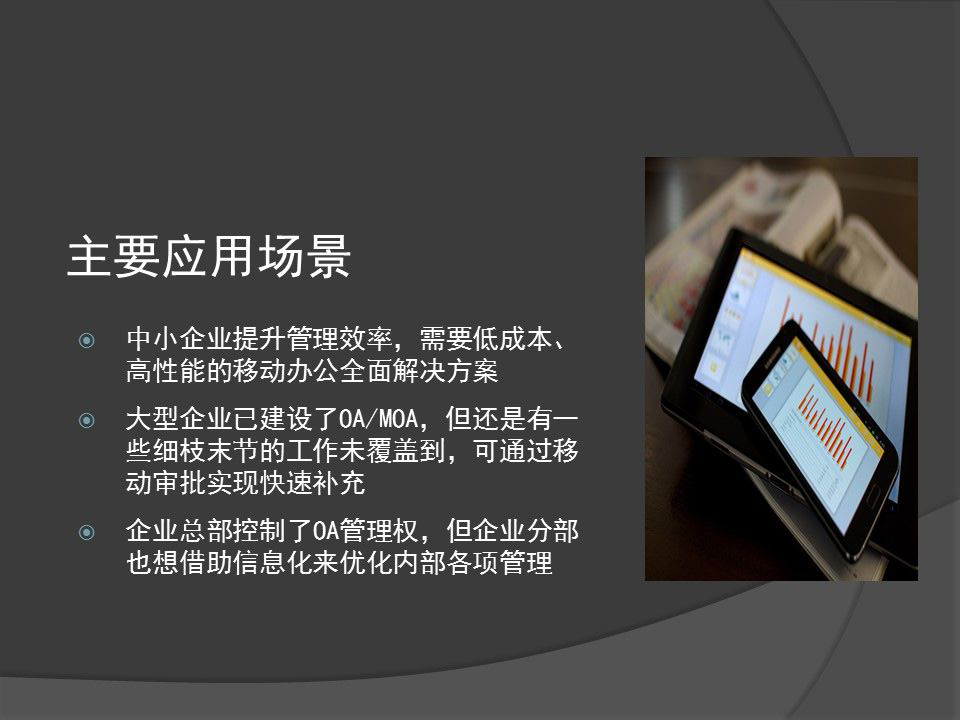 主要应用场景
中小企业提升管理效率，需要低成本、
高性能的移动办公全面解决方案
大型企业已建设了OA/MOA，但还是有一
些细枝末节的工作未覆盖到，可通过移
动审批实现快速补充
企业总部控制了OA管理权，但企业分部
也想借助信息化来优化内部各项管理